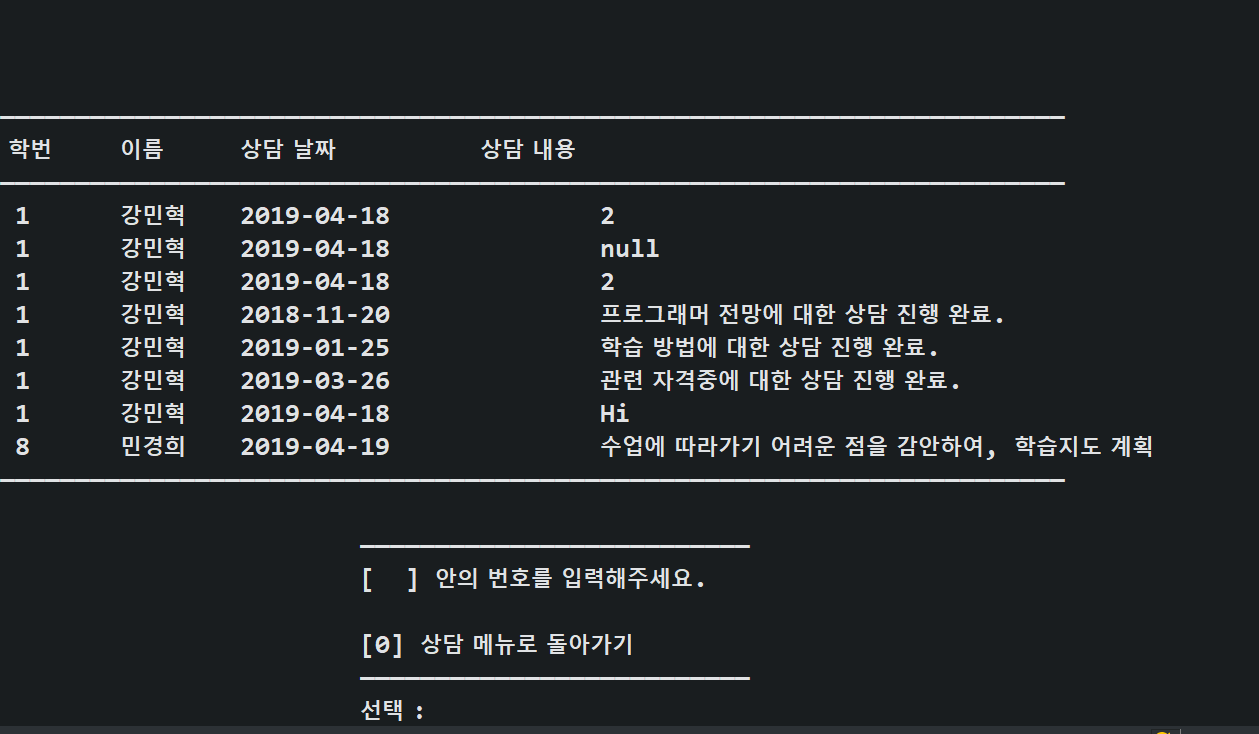 학번 이름 상담 날짜 상담 내용
1 강민혁 2019-04-18 2
1 강민혁 2019-04-18 null
1 강민혁 2019-04-18 2
1 강민혁 2018-11-20 프로그래머 전망에 대한 상담 진행 완료.
1 강민혁 2019-01-25 학습 방법에 대한 상담 진행 완료.
1 강민혁 2019-03-26 관련 자격중에 대한 상담 진행 완료.
1 강민혁 2019-04-18 Hi
8 민경희 2019-04-19 수업에 따라가기 어려운 점을 감안하여, 학습지도 계획
[ ] 안의 번호를 입력해주세요.
[0] 상담 메뉴로 돌아가기
선택 :